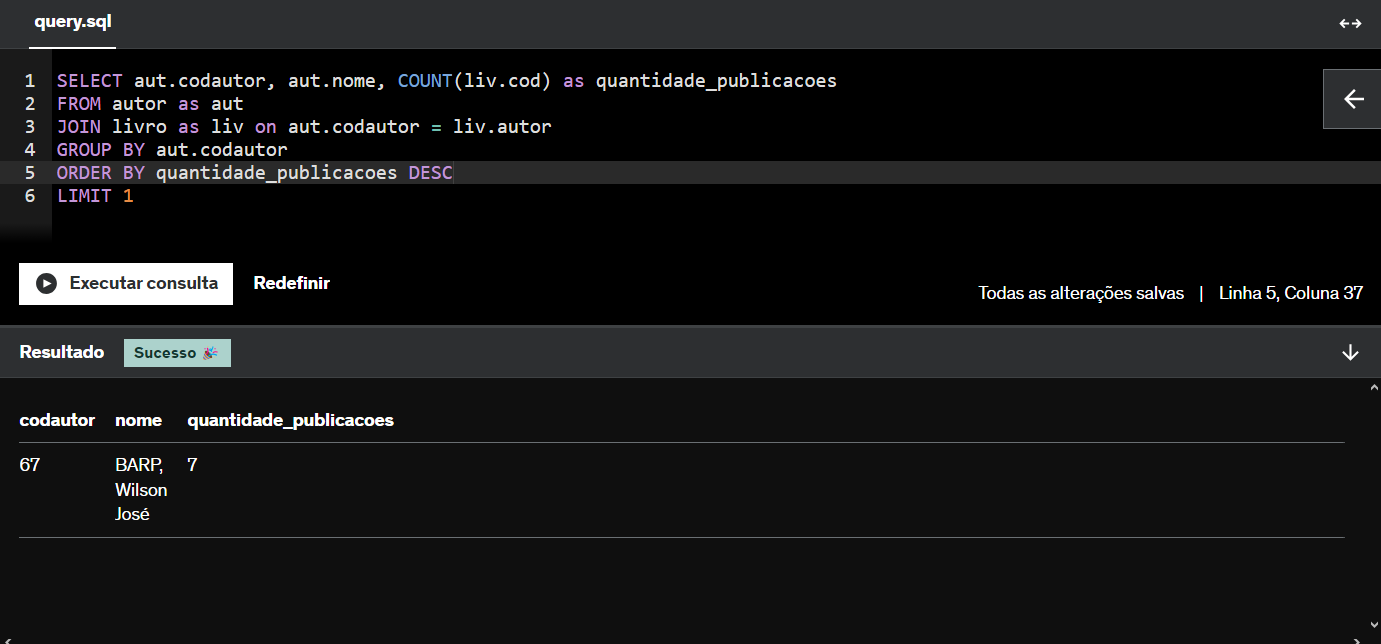 query.sql
1 SELECT aut.codautor, aut.nome, COUNT(liv.cod) as quantidade_publicacoes
2 FROM autor as aut
3 JOIN livro as liv on aut.codautor = liv.autor
4 GROUP BY aut.codautor
5 ORDER BY quantidade_publicacoes DESC
6 LIMIT 1
Executar consulta Redefinir
Todas as alterações salvas | Linha 5, Coluna 37
Resultado Sucesso 🎉
codautor nome quantidade_publicacoes
67 BARP, 7
Wilson
José